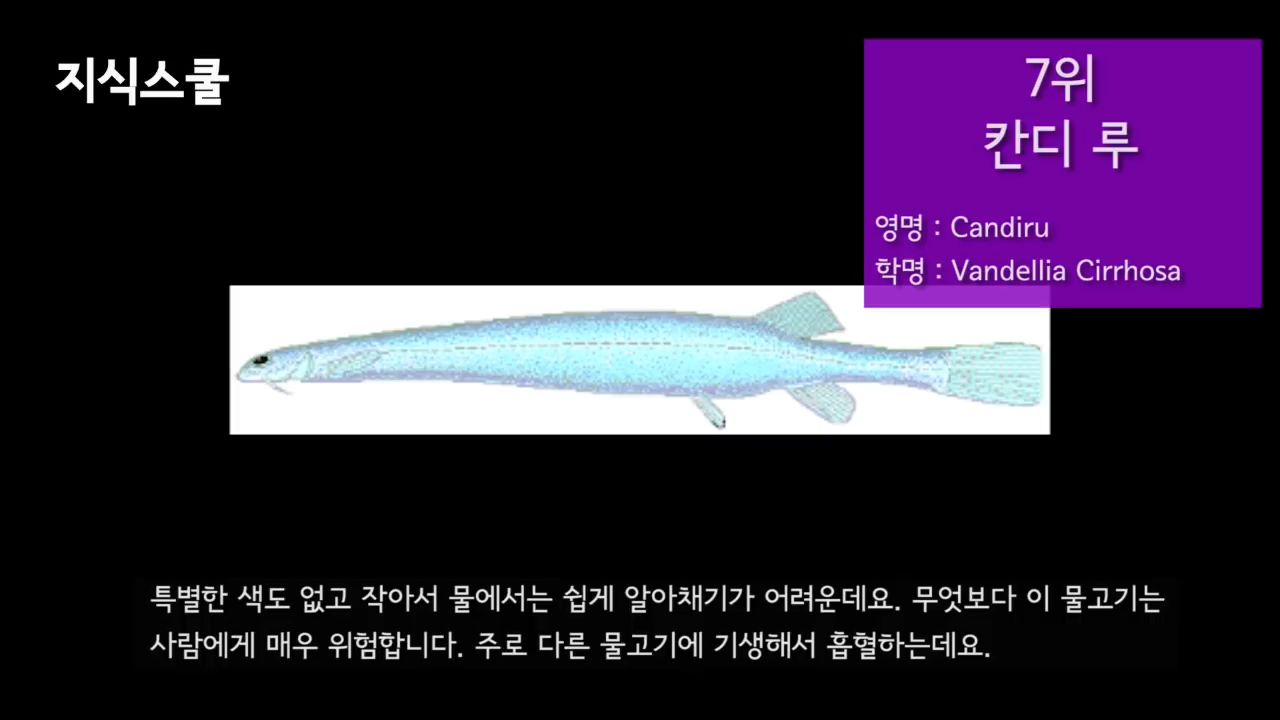 지식스쿨
7위
칸디 루
영명 : Candiru
학명 : Vandellia Cirrhosa
특별한 색도 없고 작아서 물에서는 쉽게 알아채기가 어려운데요. 무엇보다 이 물고기는
사람에게 매우 위험합니다. 주로 다른 물고기에 기생해서 흡혈하는데요.